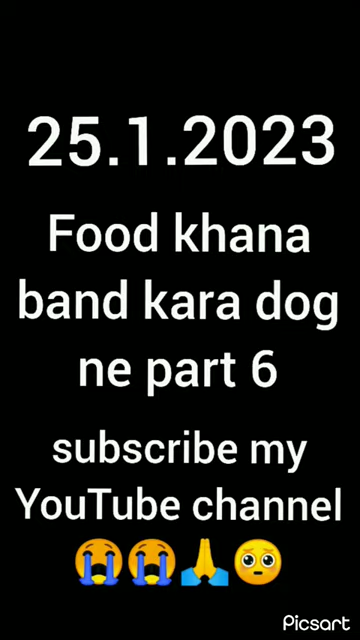 25.1.2023
Food khana
band kara dog
ne part 6
subscribe my
YouTube channel
😭😭🙏🥺
Picsart